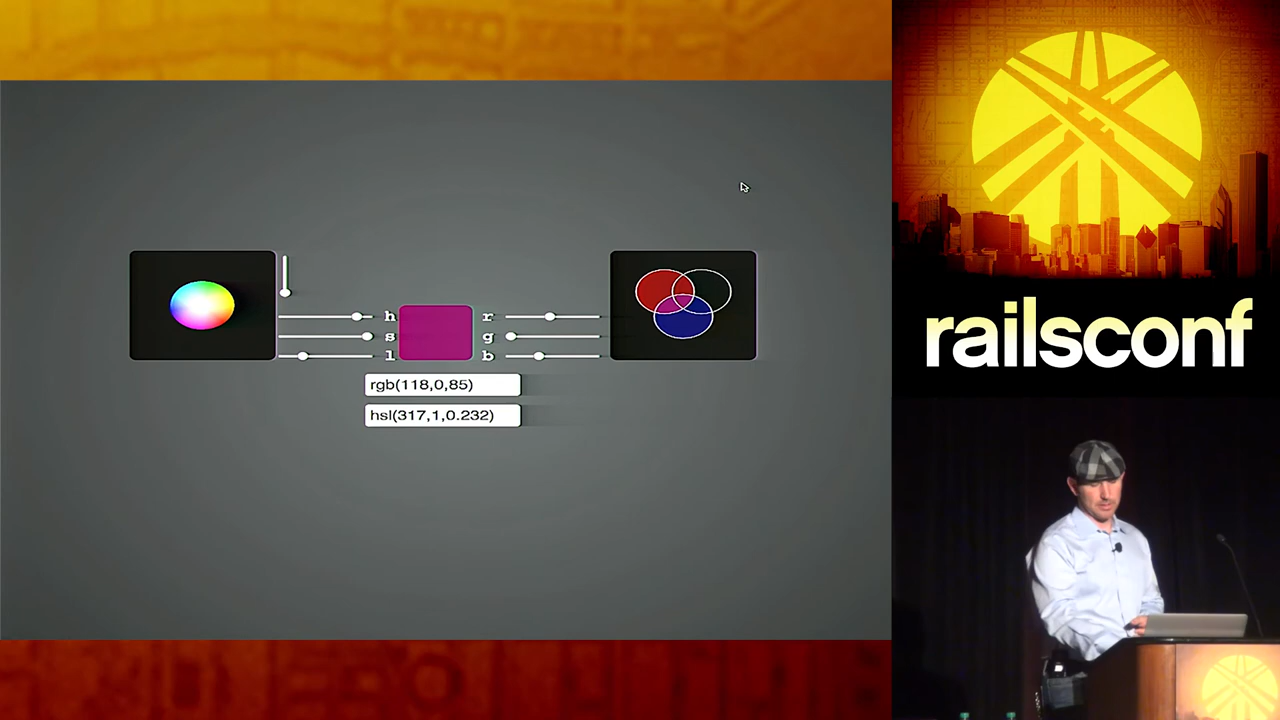 h
s
l
r
g
b
rgb(118,0,85)
hsl(317,1,0.232)
railsconf